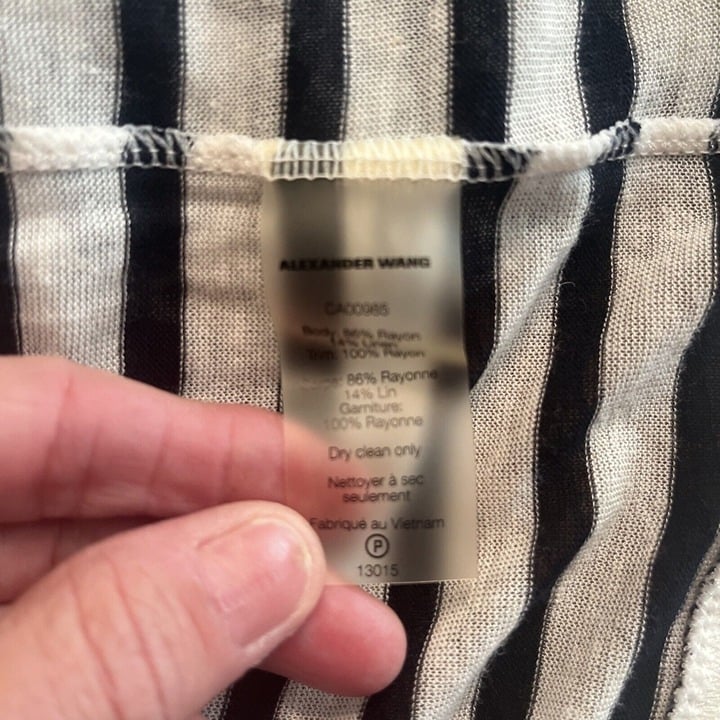 ALEXANDER WANG
CA00965
Body: 86% Rayon
14% Linen
Trim: 100% Rayon
86% Rayonne
14% Lin
Garniture:
100% Rayonne
Dry clean only
Nettoyer à sec
seulement
Fabriqué au Vietnam
P
13015